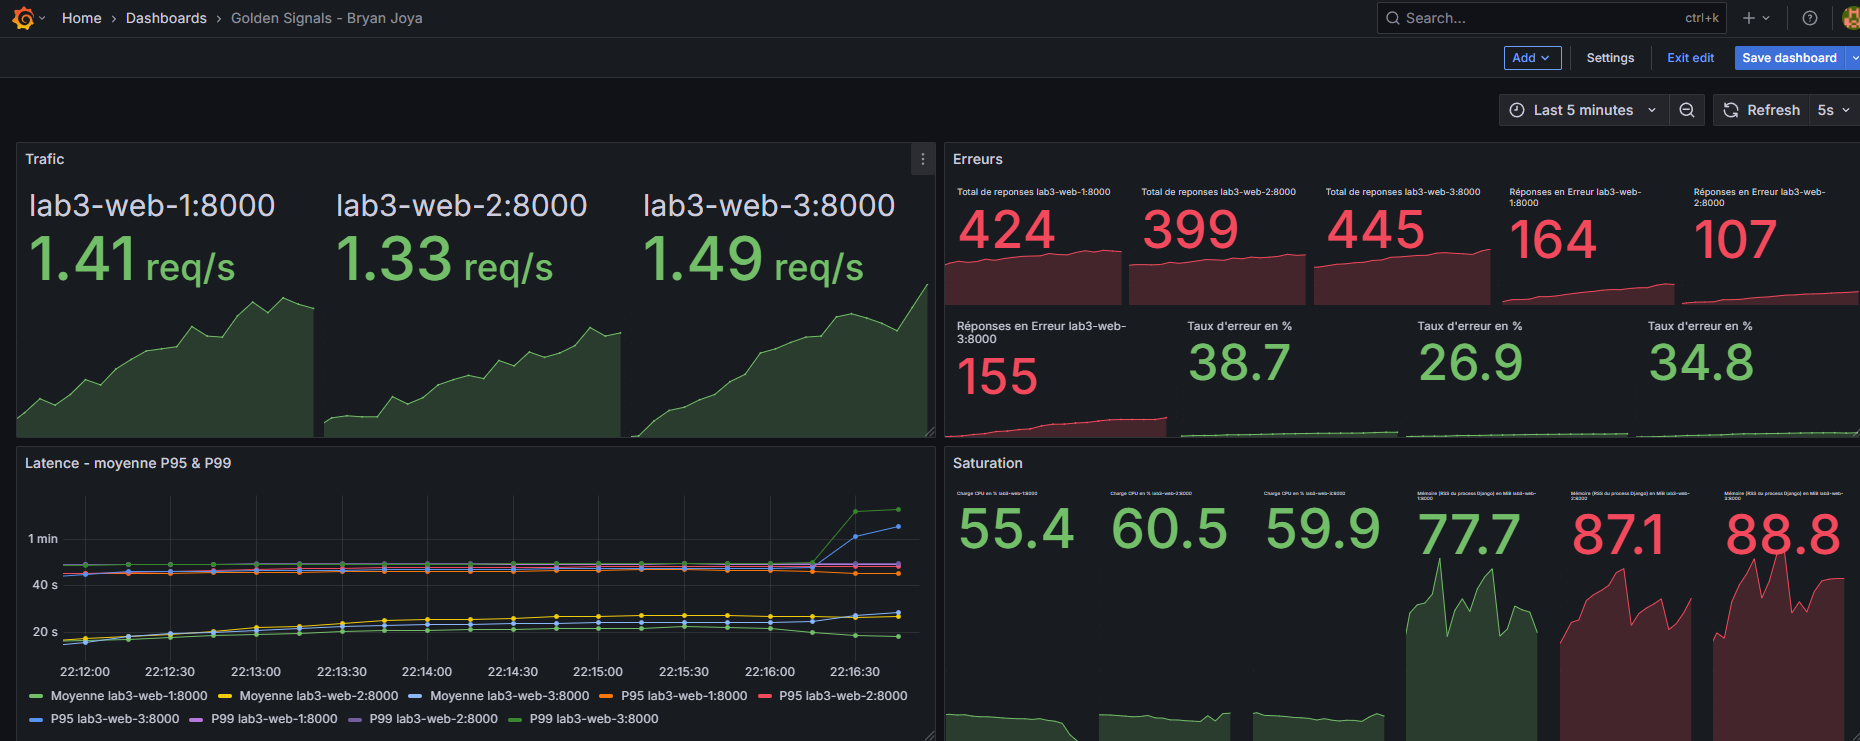 Home › Dashboards › Golden Signals - Bryan Joya
Search... ctrl+k
Add Settings Exit edit Save dashboard
Last 5 minutes Refresh 5s
Trafic
lab3-web-1:8000 lab3-web-2:8000 lab3-web-3:8000
1.41 req/s 1.33 req/s 1.49 req/s
Erreurs
Total de reponses lab3-web-1:8000
424
Total de reponses lab3-web-2:8000
399
Total de reponses lab3-web-3:8000
445
Réponses en Erreur lab3-web-
1:8000
164
Réponses en Erreur lab3-web-
2:8000
107
Réponses en Erreur lab3-web-
3:8000
155
Taux d'erreur en %
38.7
Taux d'erreur en %
26.9
Taux d'erreur en %
34.8
Latence - moyenne P95 & P99
1 min
40 s
20 s
22:12:00 22:12:30 22:13:00 22:13:30 22:14:00 22:14:30 22:15:00 22:15:30 22:16:00 22:16:30
Moyenne lab3-web-1:8000 Moyenne lab3-web-2:8000 Moyenne lab3-web-3:8000 P95 lab3-web-1:8000 P95 lab3-web-2:8000
P95 lab3-web-3:8000 P99 lab3-web-1:8000 P99 lab3-web-2:8000 P99 lab3-web-3:8000
Saturation
Charge CPU en % lab3-web-1:8000
55.4
Charge CPU en % lab3-web-2:8000
60.5
Charge CPU en % lab3-web-3:8000
59.9
Mémoire (RSS du process Django) en MiB lab3-web-
1:8000
77.7
Mémoire (RSS du process Django) en MiB lab3-web-
2:8000
87.1
Mémoire (RSS du process Django) en MiB lab3-web-
3:8000
88.8